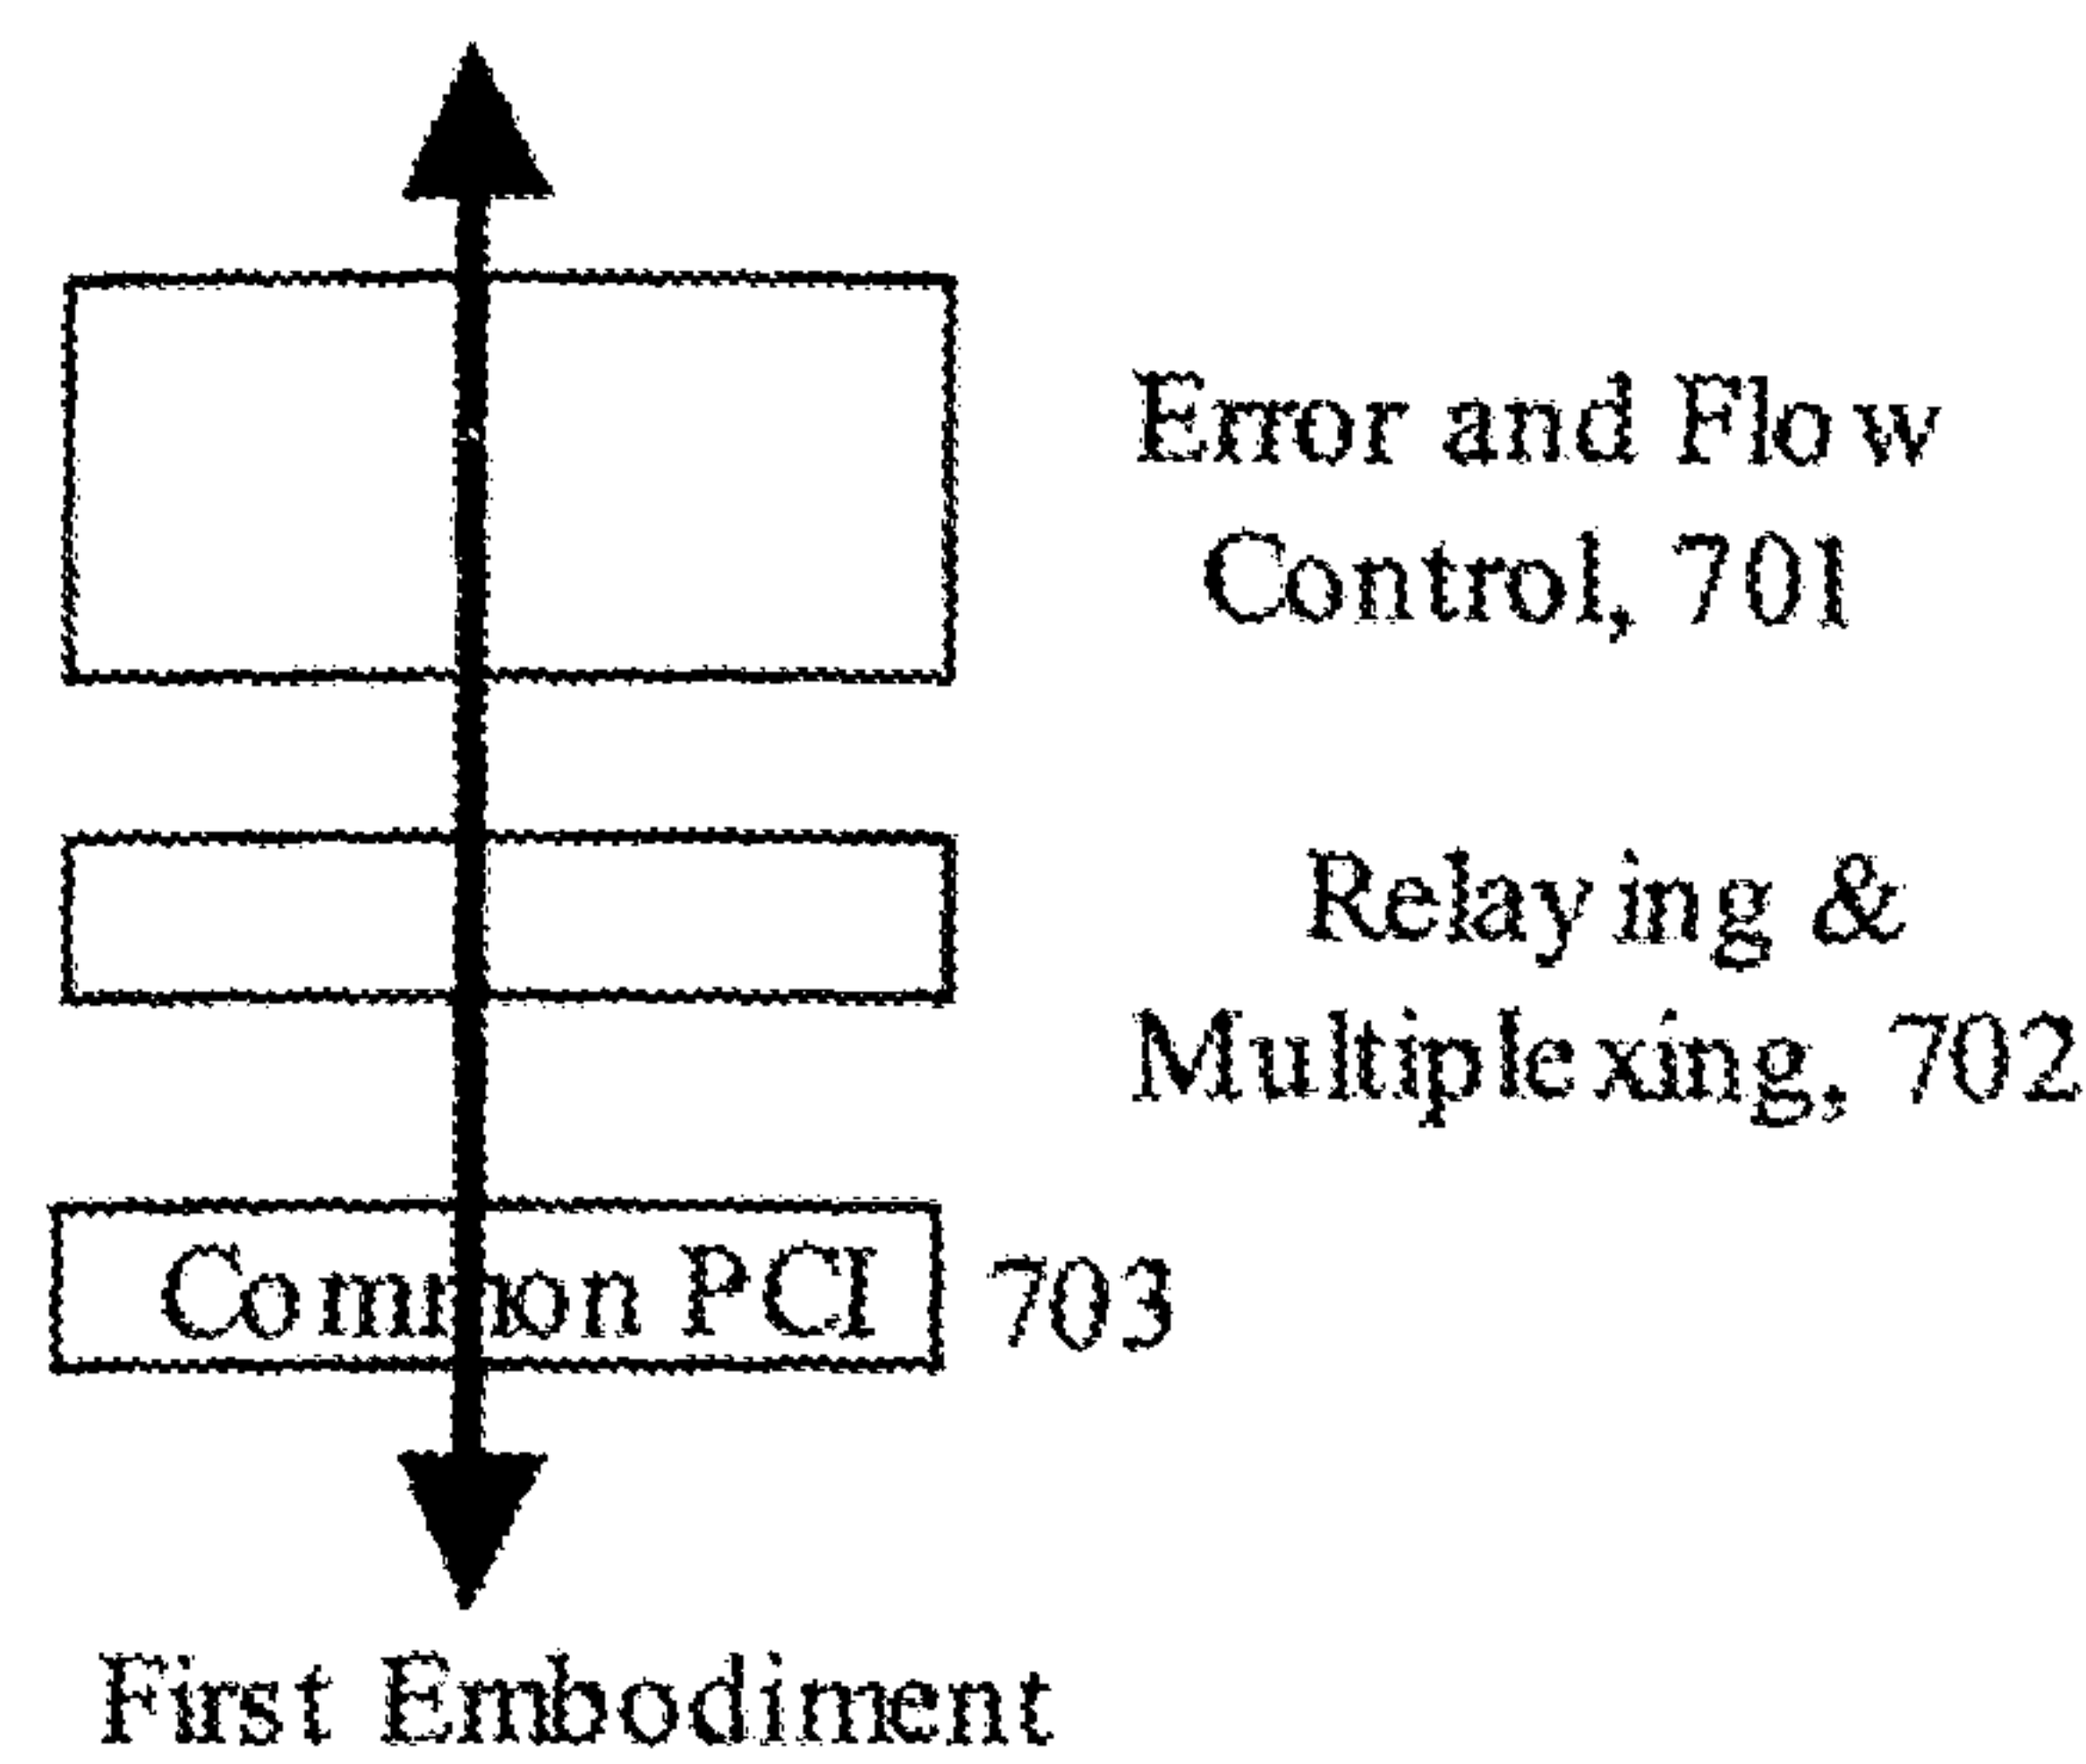 Error and Flow
Control, 701
Relaying &
Multiplexing, 702
Common PCI 703
First Embodiment